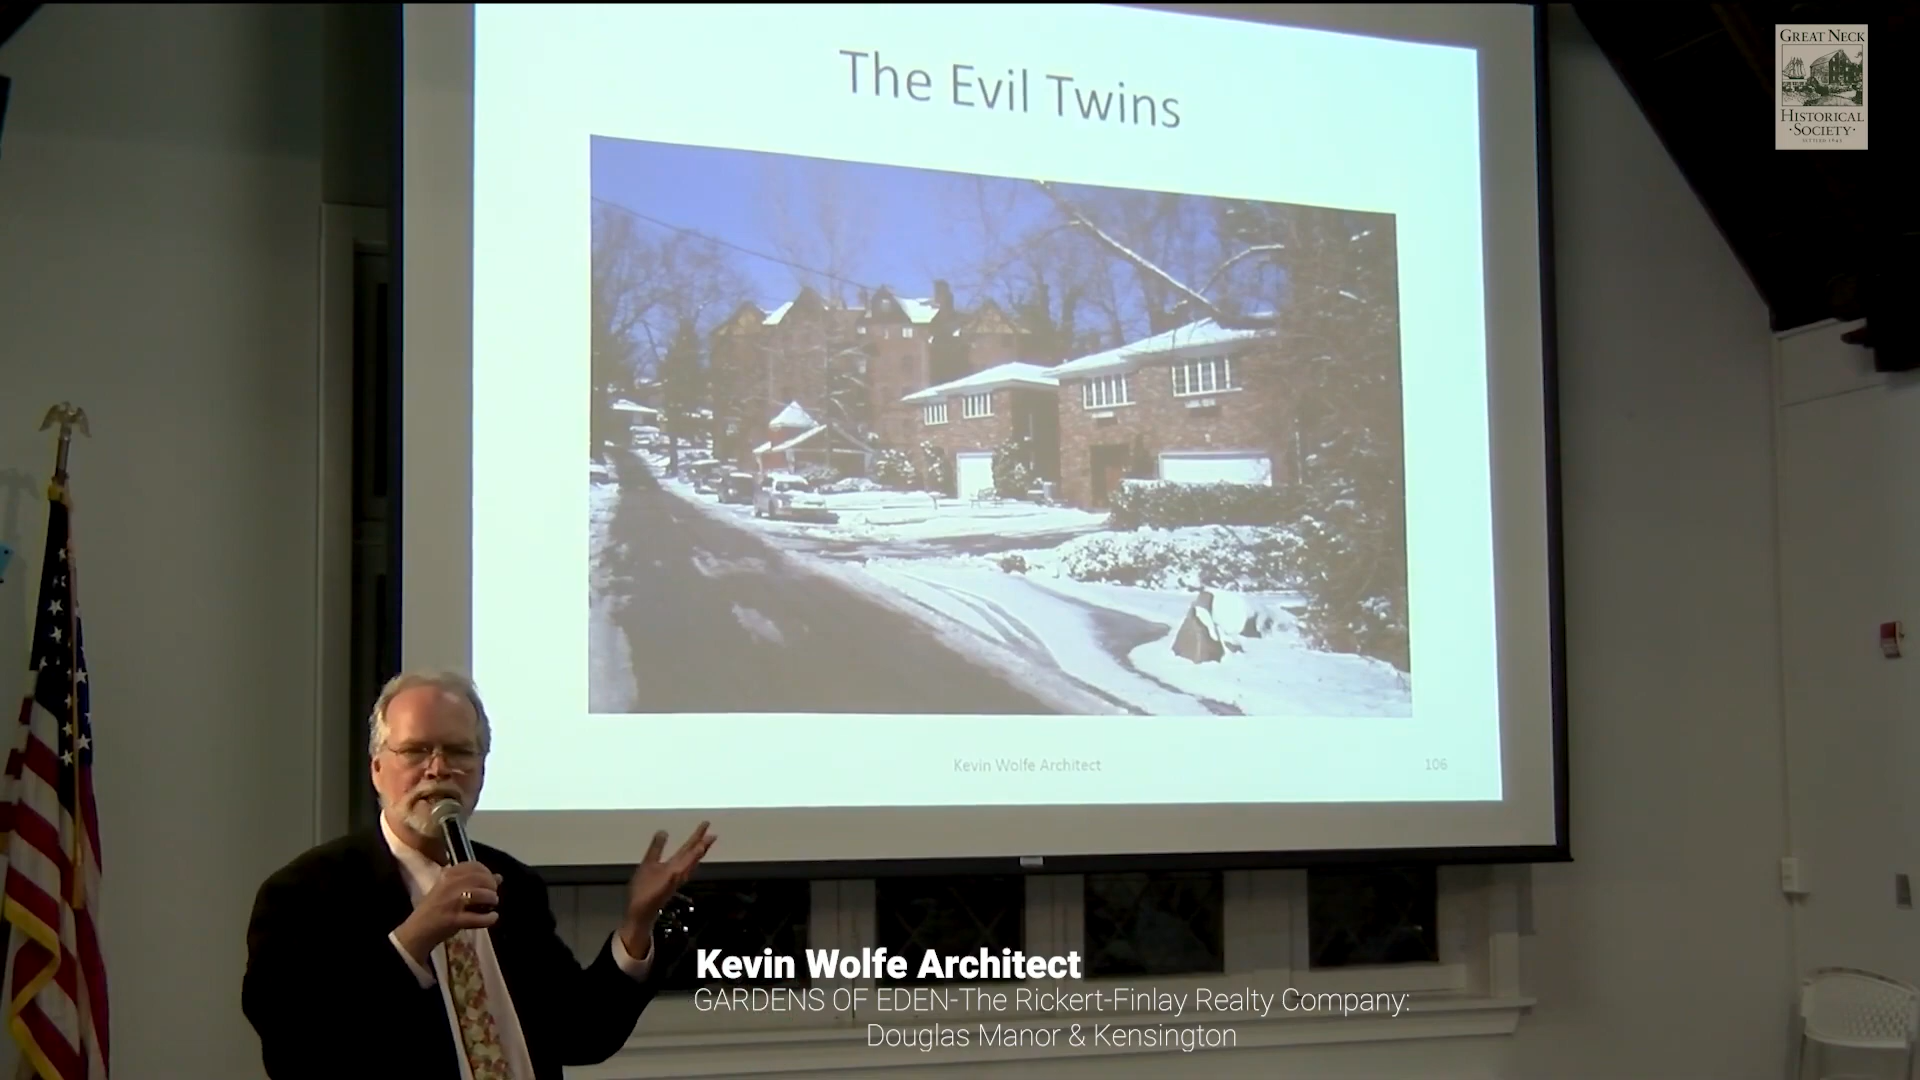 The Evil Twins
GREAT NECK
HISTORICAL
·SOCIETY·
Kevin Wolfe Architect
106
Kevin Wolfe Architect
GARDENS OF EDEN-The Rickert-Finlay Realty Company:
Douglas Manor & Kensington